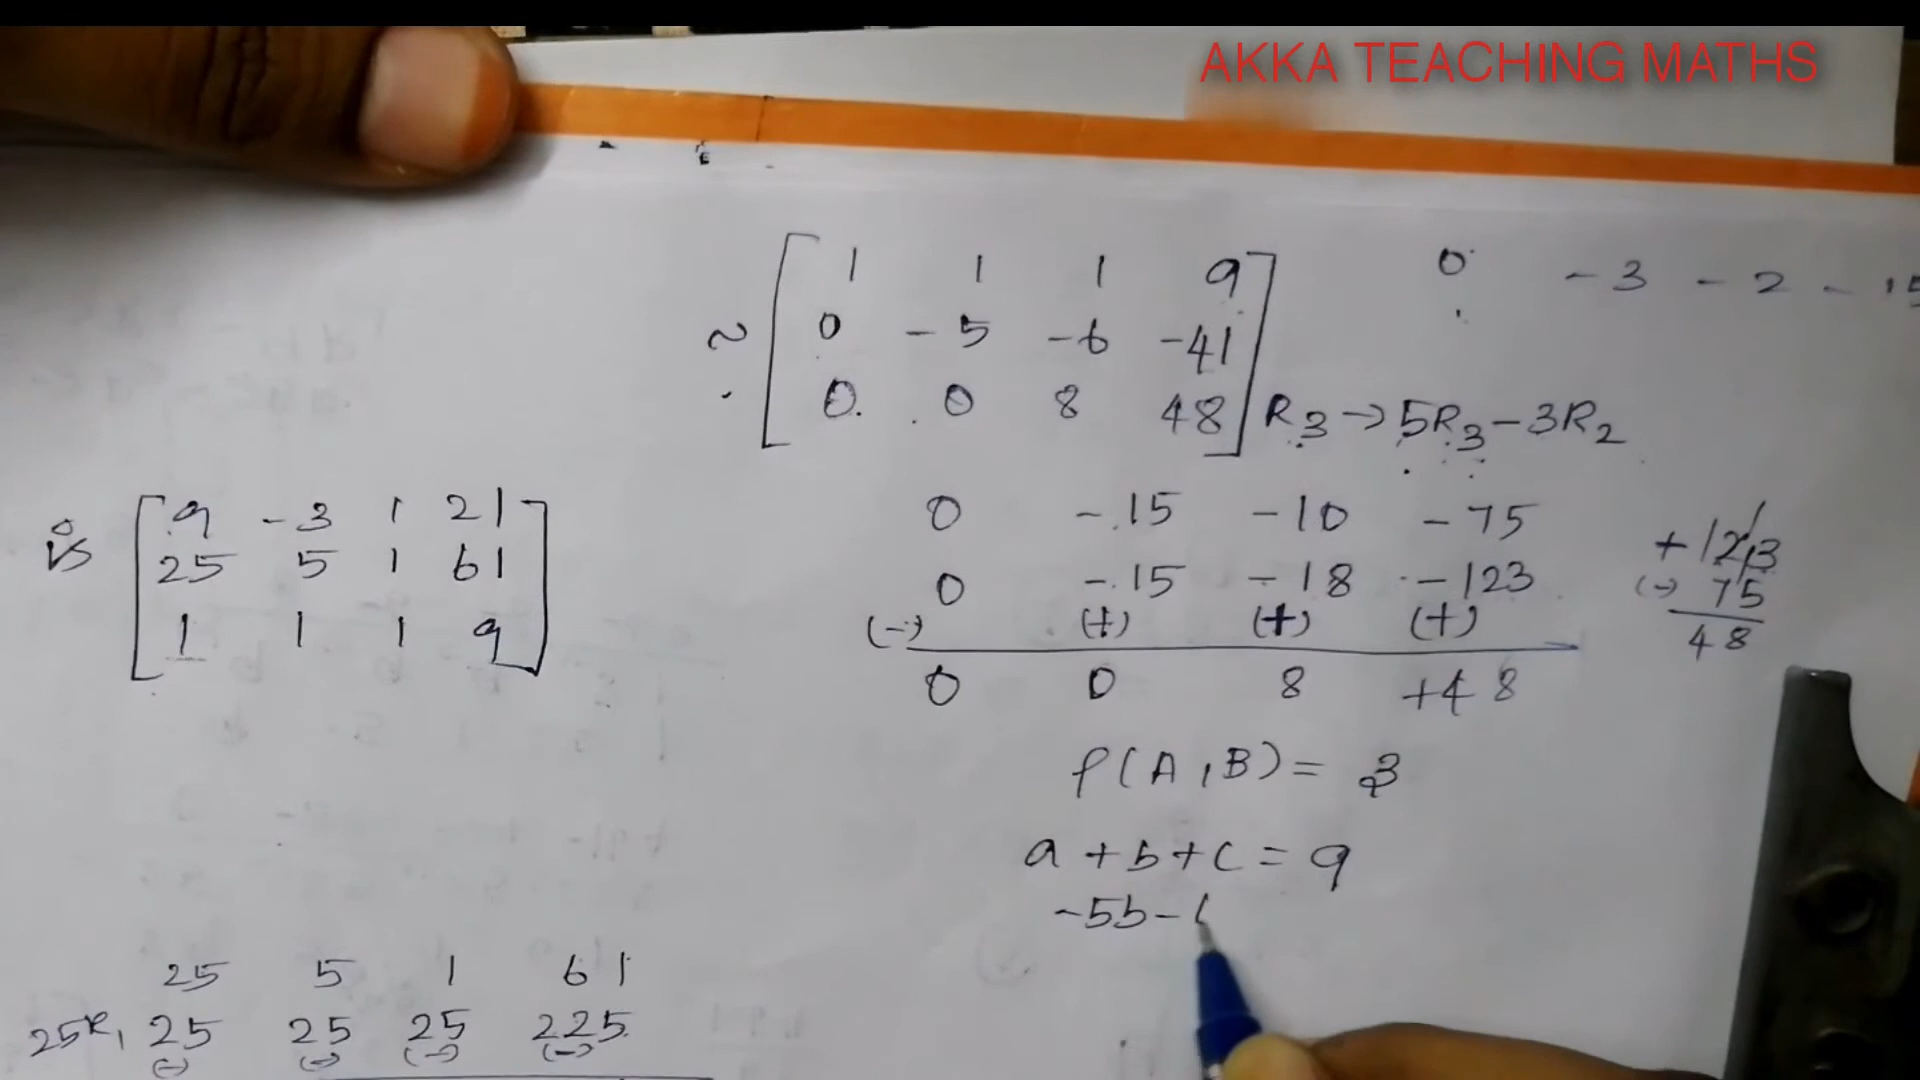 AKKA TEACHING MATHS
1 1 1 9 0 -3 -2 -15
~ 0 -5 -6 -41
0 0 8 48 R3→5R3-3R2
is 9 -3 1 21
25 5 1 61
1 1 1 9
0 -15 -10 -75
0 -15 -18 -123
(-) (+) (+) (+)
0 0 8 +48
+123
(-) 75
48
ρ(A,B)= 3
a+b+c=9
-5b-
25 5 1 61
25R1 25 25 25 225
(-) (-) (-) (-)